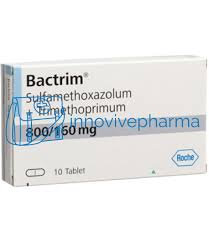 Bactrim®
Sulfamethoxazolum
+ Trimethoprimum
innovivepharma
800/160 mg
10 Tablet
Roche